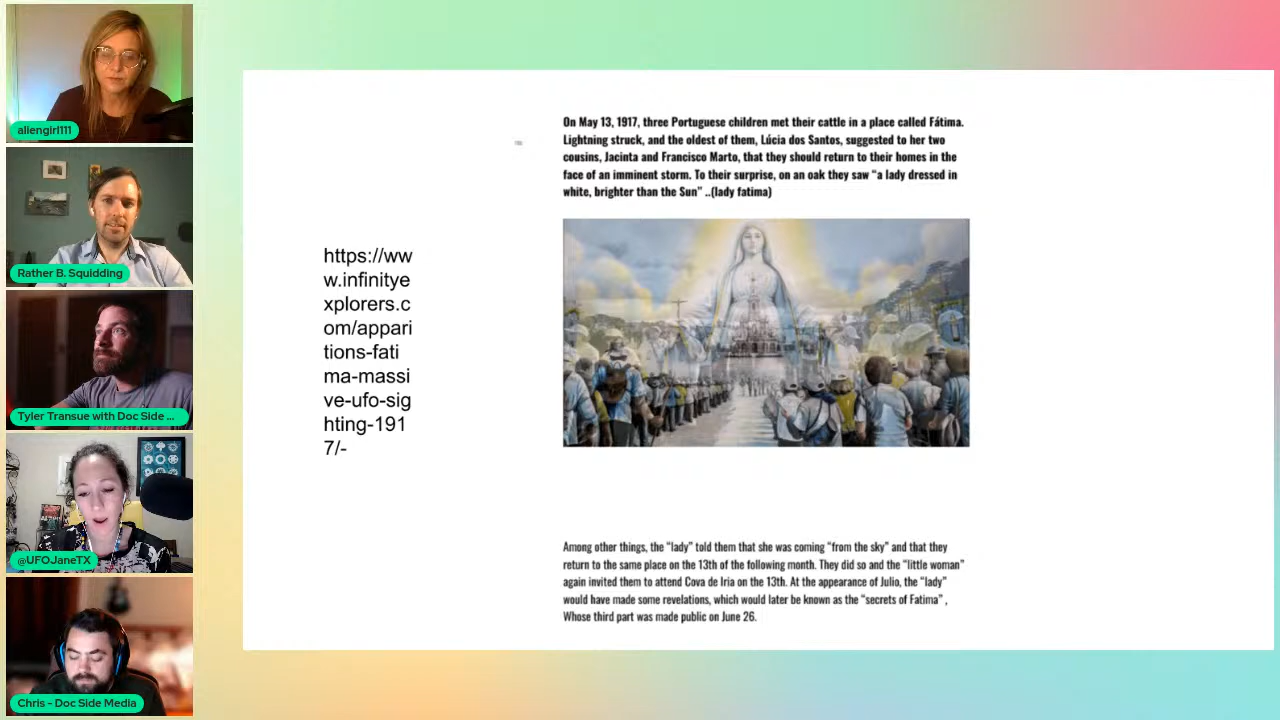 aliengirl111
Rather B. Squidding
Tyler Transue with Doc Side ...
@UFOJaneTX
Chris - Doc Side Media
https://ww
w.infinitye
xplorers.c
om/appari
tions-fati
ma-massi
ve-ufo-sig
hting-191
7/-
On May 13, 1917, three Portuguese children met their cattle in a place called Fátima.
Lightning struck, and the oldest of them, Lúcia dos Santos, suggested to her two
cousins, Jacinta and Francisco Marto, that they should return to their homes in the
face of an imminent storm. To their surprise, on an oak they saw “a lady dressed in
white, brighter than the Sun” ..(lady fatima)
Among other things, the “lady” told them that she was coming “from the sky” and that they
return to the same place on the 13th of the following month. They did so and the “little woman”
again invited them to attend Cova de Iria on the 13th. At the appearance of Julio, the “lady”
would have made some revelations, which would later be known as the “secrets of Fatima” ,
Whose third part was made public on June 26.